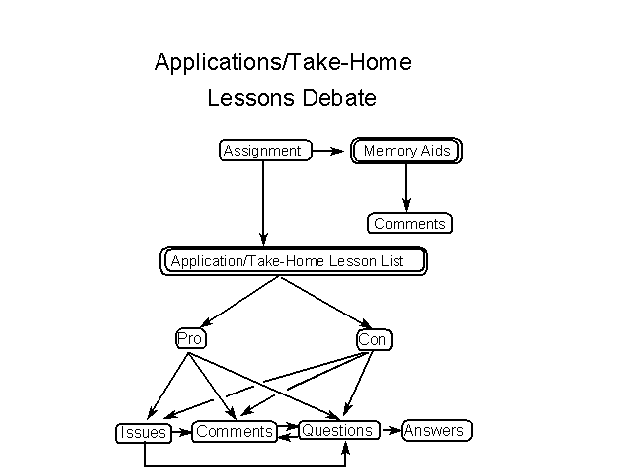 Applications/Take-Home
Lessons Debate
Assignment
Memory Aids
Comments
Application/Take-Home Lesson List
Pro
Con
Issues
Comments
Questions
Answers